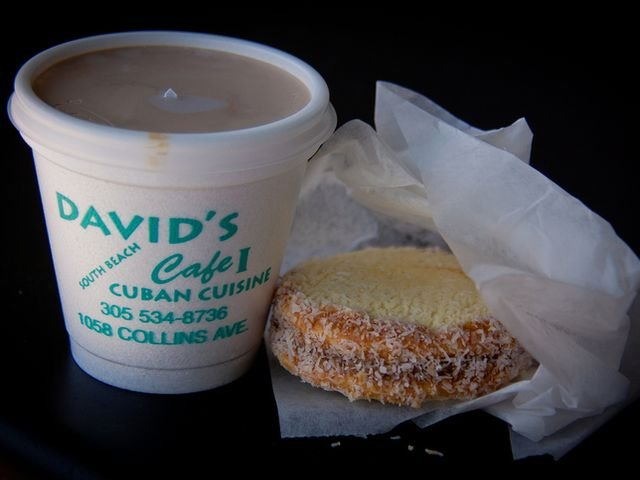 DAVID'S
SOUTH BEACH
Cafe I
CUBAN CUISINE
305 534-8736
1058 COLLINS AVE.